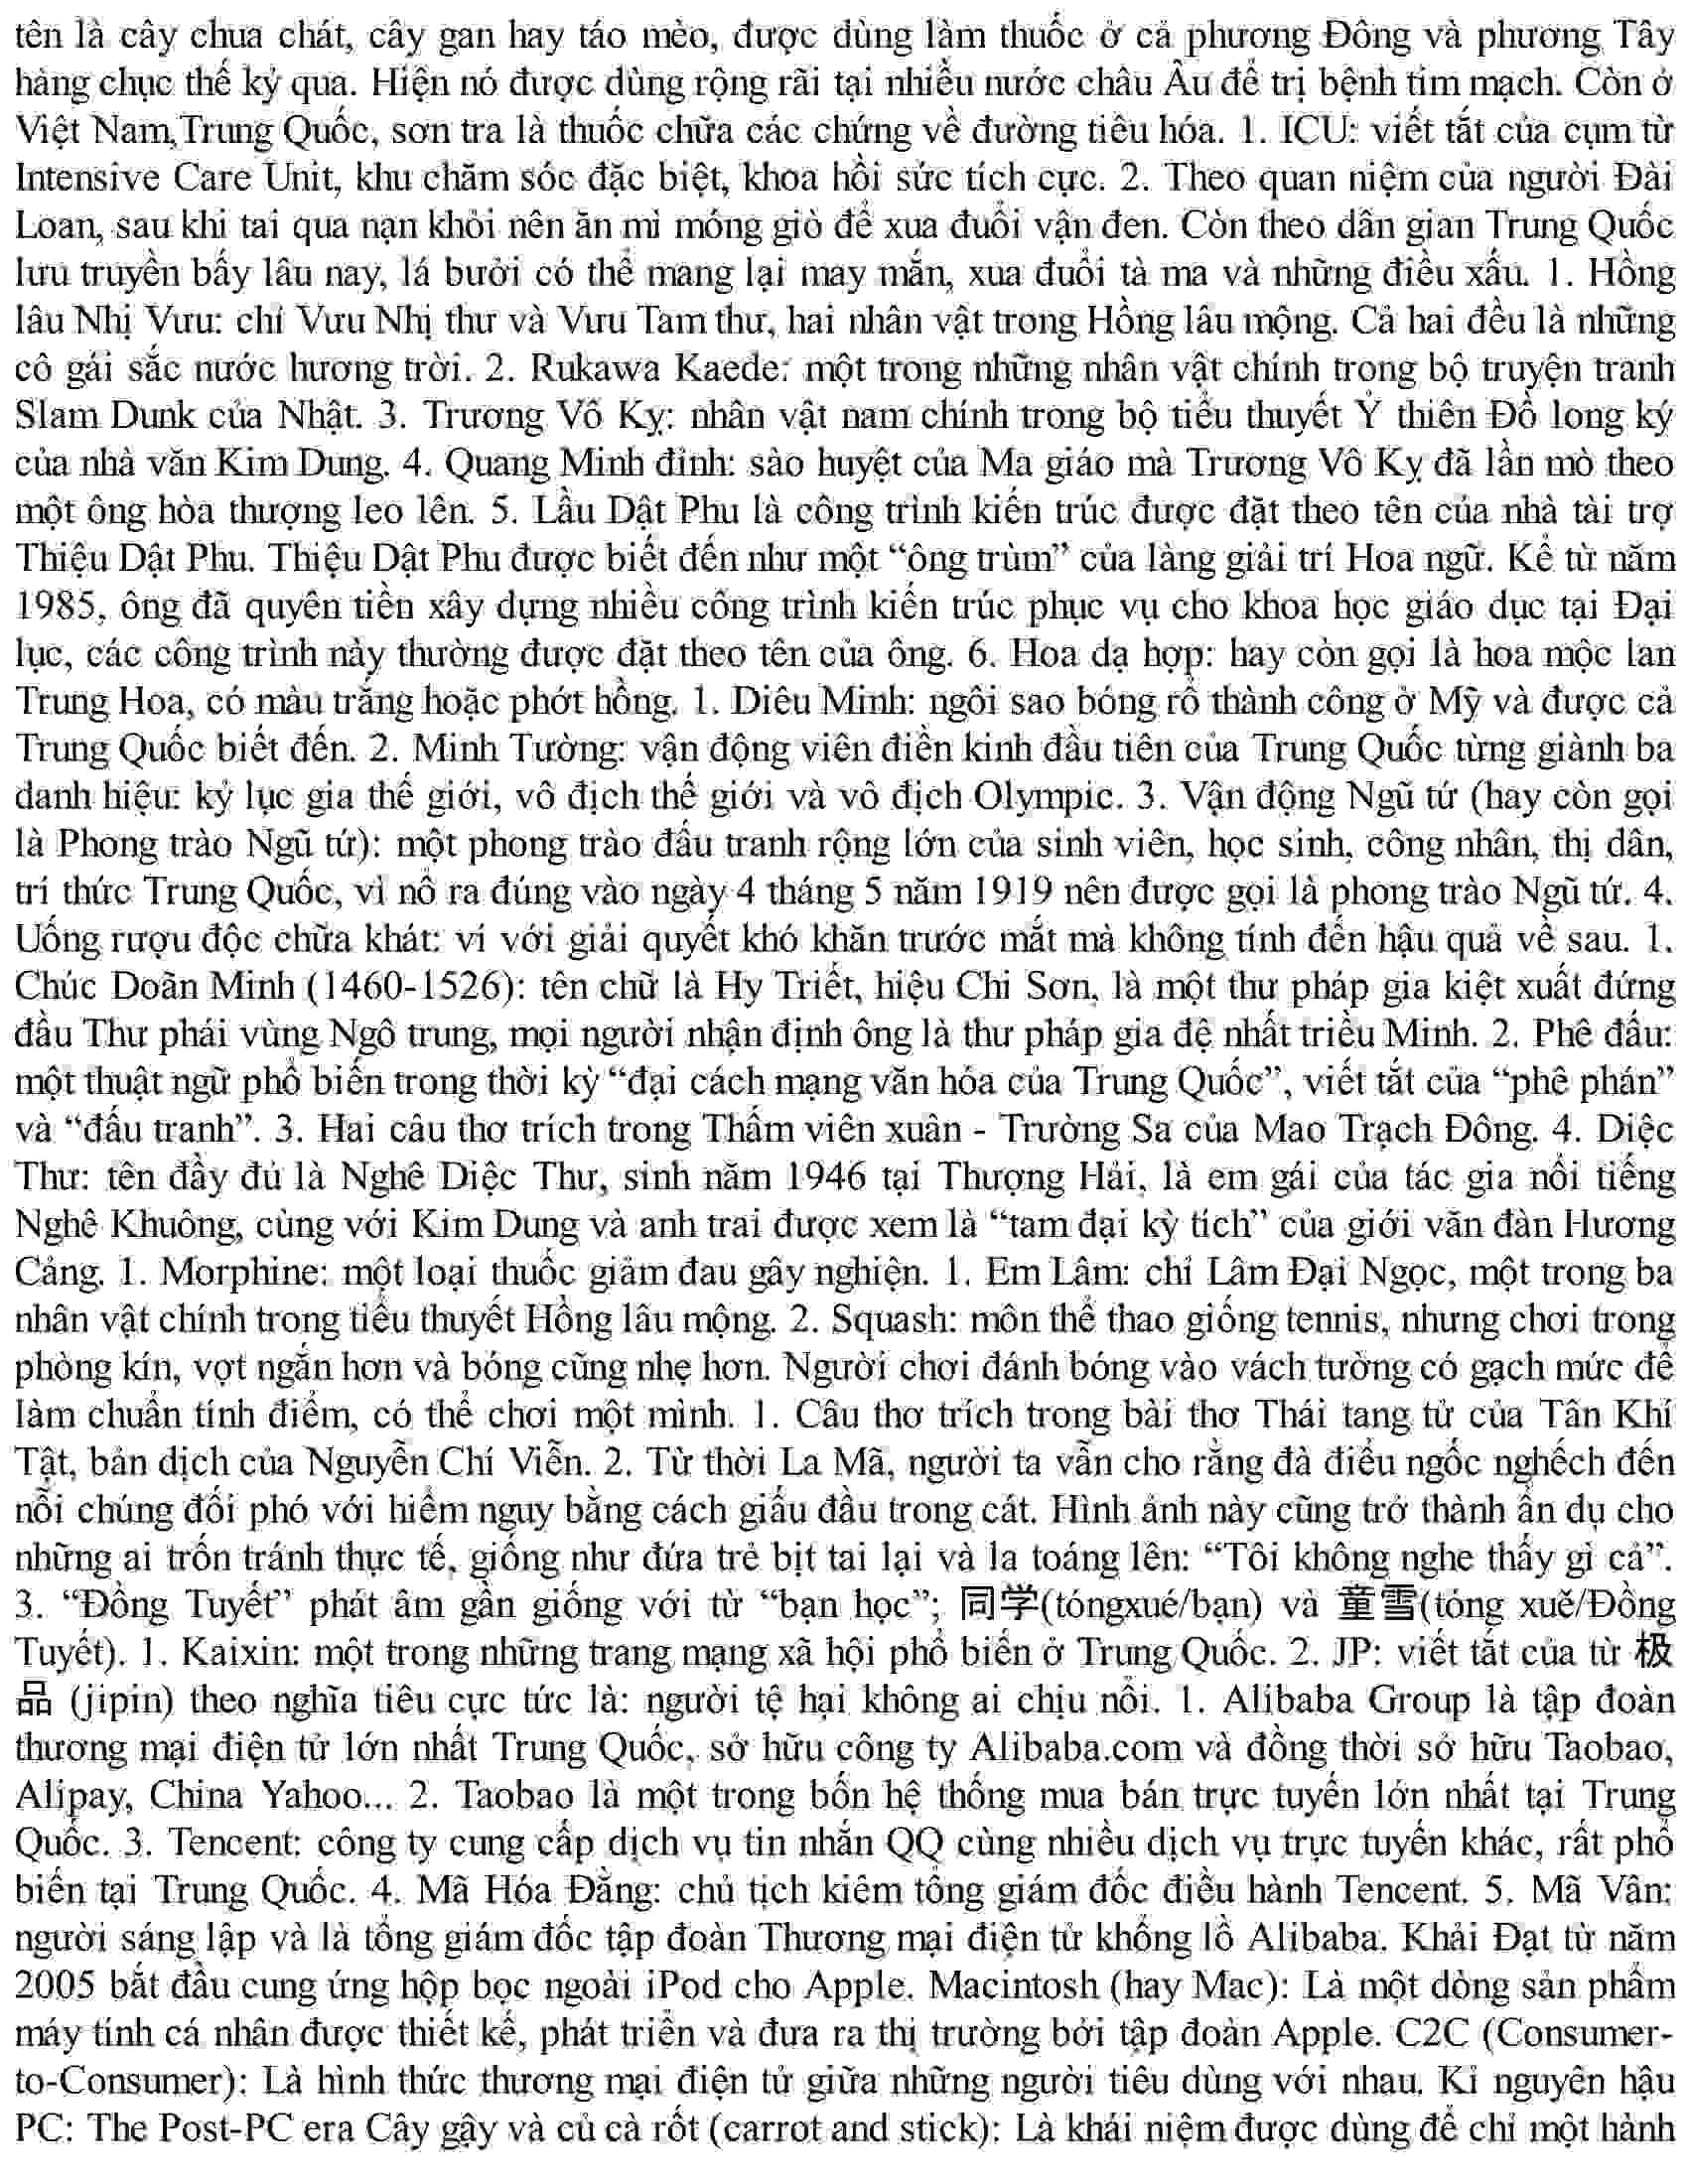 tên là cây chua chát, cây gan hay táo mèo, được dùng làm thuốc ở cả phương Đông và phương Tây
hàng chục thế kỷ qua. Hiện nó được dùng rộng rãi tại nhiều nước châu Âu để trị bệnh tim mạch. Còn ở
Việt Nam,Trung Quốc, sơn tra là thuốc chữa các chứng về đường tiêu hóa. 1. ICU: viết tắt của cụm từ
Intensive Care Unit, khu chăm sóc đặc biệt, khoa hồi sức tích cực. 2. Theo quan niệm của người Đài
Loan, sau khi tai qua nạn khỏi nên ăn mì móng giò để xua đuổi vận đen. Còn theo dân gian Trung Quốc
lưu truyền bấy lâu nay, lá bưởi có thể mang lại may mắn, xua đuổi tà ma và những điều xấu. 1. Hồng
lâu Nhị Vưu: chỉ Vưu Nhị thư và Vưu Tam thư, hai nhân vật trong Hồng lâu mộng. Cả hai đều là những
cô gái sắc nước hương trời. 2. Rukawa Kaede: một trong những nhân vật chính trong bộ truyện tranh
Slam Dunk của Nhật. 3. Trương Vô Kỵ: nhân vật nam chính trong bộ tiểu thuyết Ỷ thiên Đồ long ký
của nhà văn Kim Dung. 4. Quang Minh đỉnh: sào huyệt của Ma giáo mà Trương Vô Kỵ đã lần mò theo
một ông hòa thượng leo lên. 5. Lầu Dật Phu là công trình kiến trúc được đặt theo tên của nhà tài trợ
Thiệu Dật Phu. Thiệu Dật Phu được biết đến như một “ông trùm” của làng giải trí Hoa ngữ. Kể từ năm
1985, ông đã quyên tiền xây dựng nhiều công trình kiến trúc phục vụ cho khoa học giáo dục tại Đại
lục, các công trình này thường được đặt theo tên của ông. 6. Hoa dạ hợp: hay còn gọi là hoa mộc lan
Trung Hoa, có màu trắng hoặc phớt hồng. 1. Diêu Minh: ngôi sao bóng rổ thành công ở Mỹ và được cả
Trung Quốc biết đến. 2. Minh Tường: vận động viên điền kinh đầu tiên của Trung Quốc từng giành ba
danh hiệu: kỷ lục gia thế giới, vô địch thế giới và vô địch Olympic. 3. Vận động Ngũ tứ (hay còn gọi
là Phong trào Ngũ tứ): một phong trào đấu tranh rộng lớn của sinh viên, học sinh, công nhân, thị dân,
trí thức Trung Quốc, vì nổ ra đúng vào ngày 4 tháng 5 năm 1919 nên được gọi là phong trào Ngũ tứ. 4.
Uống rượu độc chữa khát: ví với giải quyết khó khăn trước mắt mà không tính đến hậu quả về sau. 1.
Chúc Doãn Minh (1460-1526): tên chữ là Hy Triết, hiệu Chi Sơn, là một thư pháp gia kiệt xuất đứng
đầu Thư phái vùng Ngô trung, mọi người nhận định ông là thư pháp gia đệ nhất triều Minh. 2. Phê đấu:
một thuật ngữ phổ biến trong thời kỳ “đại cách mạng văn hóa của Trung Quốc”, viết tắt của “phê phán”
và “đấu tranh”. 3. Hai câu thơ trích trong Thấm viên xuân - Trường Sa của Mao Trạch Đông. 4. Diệc
Thư: tên đầy đủ là Nghê Diệc Thư, sinh năm 1946 tại Thượng Hải, là em gái của tác gia nổi tiếng
Nghê Khuông, cùng với Kim Dung và anh trai được xem là “tam đại kỳ tích” của giới văn đàn Hương
Cảng. 1. Morphine: một loại thuốc giảm đau gây nghiện. 1. Em Lâm: chỉ Lâm Đại Ngọc, một trong ba
nhân vật chính trong tiểu thuyết Hồng lâu mộng. 2. Squash: môn thể thao giống tennis, nhưng chơi trong
phòng kín, vợt ngắn hơn và bóng cũng nhẹ hơn. Người chơi đánh bóng vào vách tường có gạch mức để
làm chuẩn tính điểm, có thể chơi một mình. 1. Câu thơ trích trong bài thơ Thái tang tử của Tân Khí
Tật, bản dịch của Nguyễn Chí Viễn. 2. Từ thời La Mã, người ta vẫn cho rằng đà điểu ngốc nghếch đến
nỗi chúng đối phó với hiểm nguy bằng cách giấu đầu trong cát. Hình ảnh này cũng trở thành ẩn dụ cho
những ai trốn tránh thực tế, giống như đứa trẻ bịt tai lại và la toáng lên: “Tôi không nghe thấy gì cả”.
3. “Đồng Tuyết” phát âm gần giống với từ “bạn học”; 同学(tóngxué/bạn) và 童雪(tóng xuě/Đồng
Tuyết). 1. Kaixin: một trong những trang mạng xã hội phổ biến ở Trung Quốc. 2. JP: viết tắt của từ 极
品 (jipin) theo nghĩa tiêu cực tức là: người tệ hại không ai chịu nổi. 1. Alibaba Group là tập đoàn
thương mại điện tử lớn nhất Trung Quốc, sở hữu công ty Alibaba.com và đồng thời sở hữu Taobao,
Alipay, China Yahoo... 2. Taobao là một trong bốn hệ thống mua bán trực tuyến lớn nhất tại Trung
Quốc. 3. Tencent: công ty cung cấp dịch vụ tin nhắn QQ cùng nhiều dịch vụ trực tuyến khác, rất phổ
biến tại Trung Quốc. 4. Mã Hóa Đằng: chủ tịch kiêm tổng giám đốc điều hành Tencent. 5. Mã Vân:
người sáng lập và là tổng giám đốc tập đoàn Thương mại điện tử khổng lồ Alibaba. Khải Đạt từ năm
2005 bắt đầu cung ứng hộp bọc ngoài iPod cho Apple. Macintosh (hay Mac): Là một dòng sản phẩm
máy tính cá nhân được thiết kế, phát triển và đưa ra thị trường bởi tập đoàn Apple. C2C (Consumer-
to-Consumer): Là hình thức thương mại điện tử giữa những người tiêu dùng với nhau. Kỉ nguyên hậu
PC: The Post-PC era Cây gậy và củ cà rốt (carrot and stick): Là khái niệm được dùng để chỉ một hành